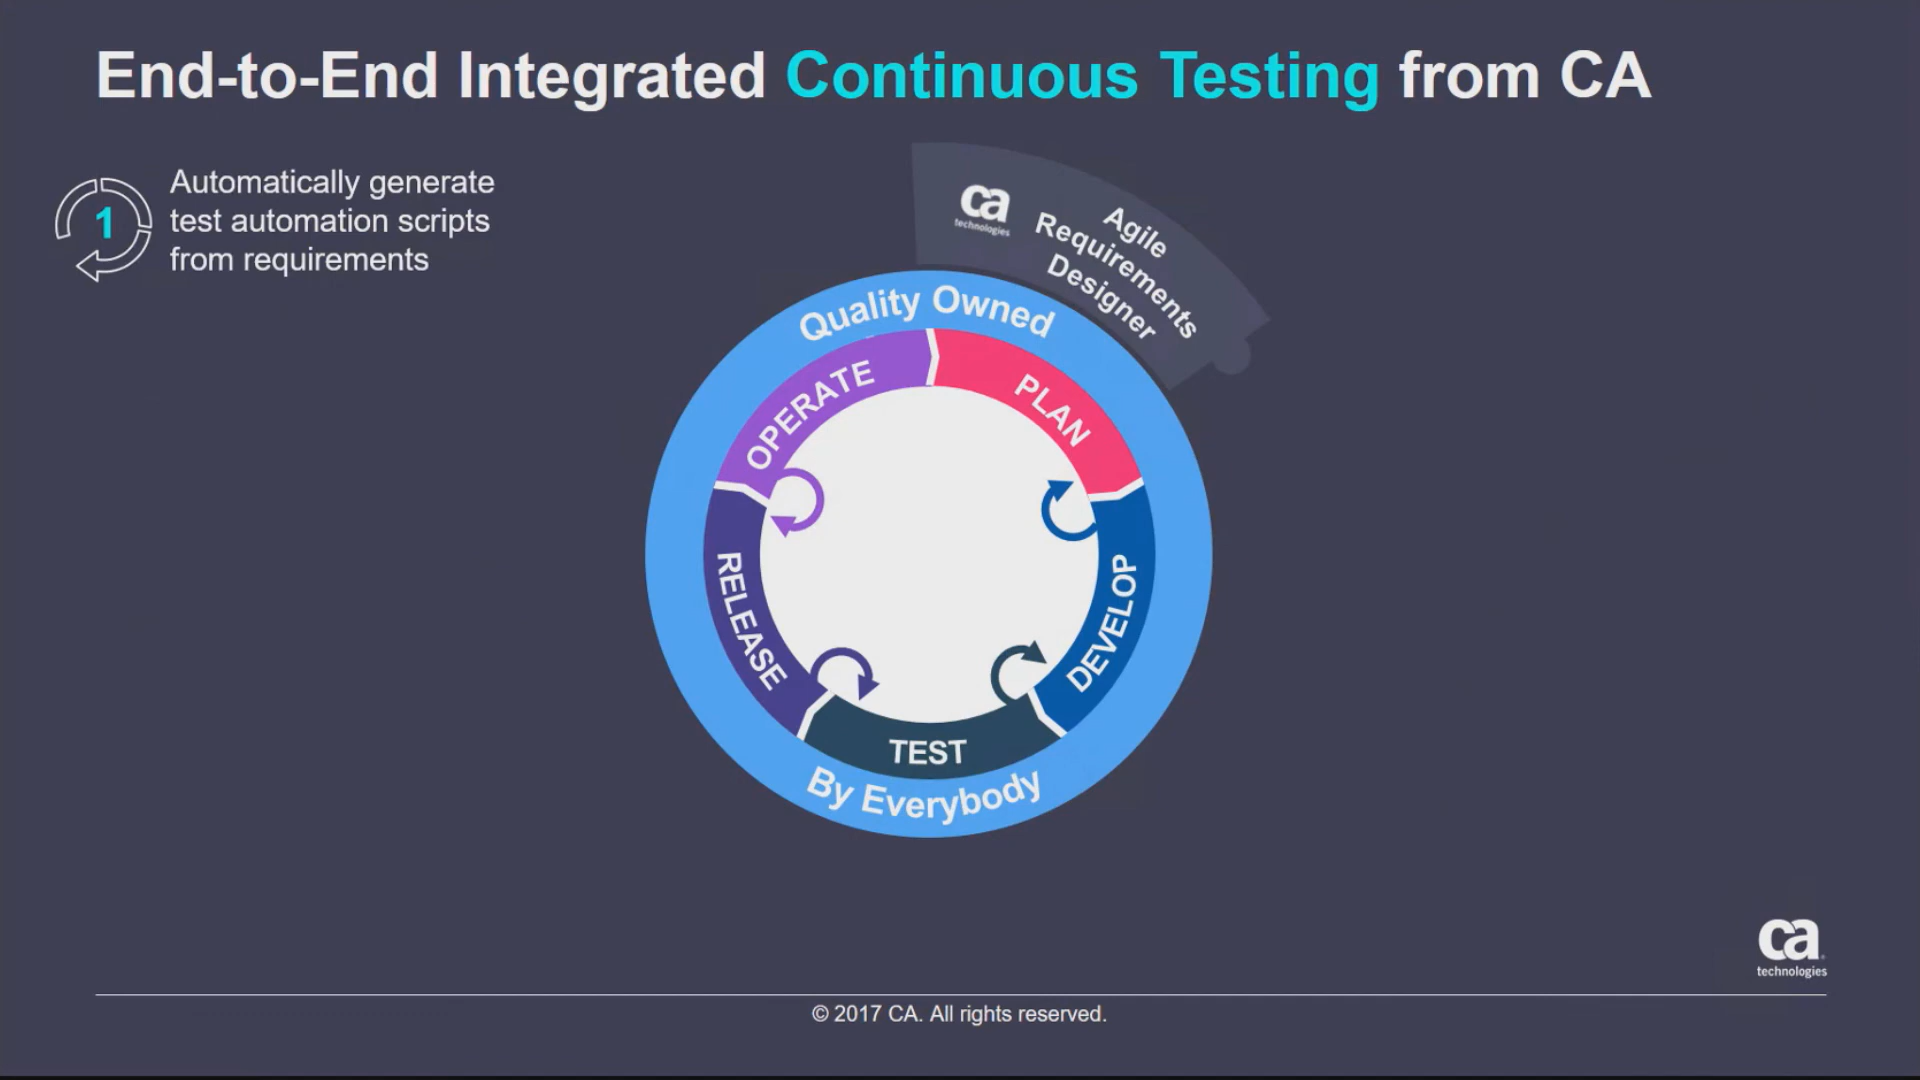 End-to-End Integrated Continuous Testing from CA
1
Automatically generate
test automation scripts
from requirements
ca
technologies
Agile
Requirements
Designer
Quality Owned
OPERATE
PLAN
RELEASE
DEVELOP
TEST
By Everybody
ca
technologies
© 2017 CA. All rights reserved.